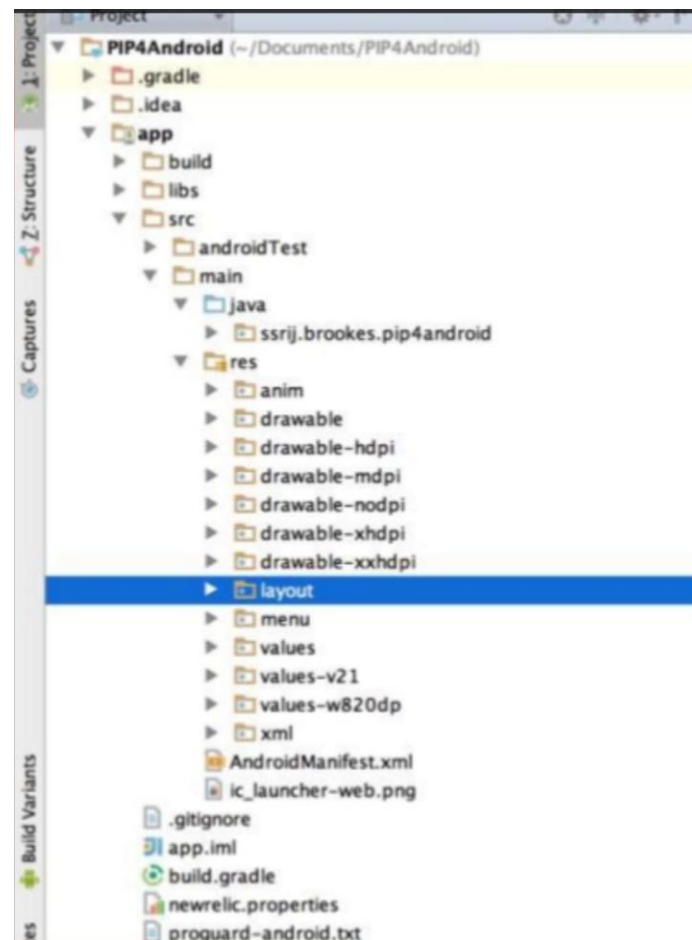 Project
1: Project
Z: Structure
Captures
Build Variants
PIP4Android (~/Documents/PIP4Android)
.gradle
.idea
app
build
libs
src
androidTest
main
java
ssrij.brookes.pip4android
res
anim
drawable
drawable-hdpi
drawable-mdpi
drawable-nodpi
drawable-xhdpi
drawable-xxhdpi
layout
menu
values
values-v21
values-w820dp
xml
AndroidManifest.xml
ic_launcher-web.png
.gitignore
app.iml
build.gradle
newrelic.properties
proguard-android.txt